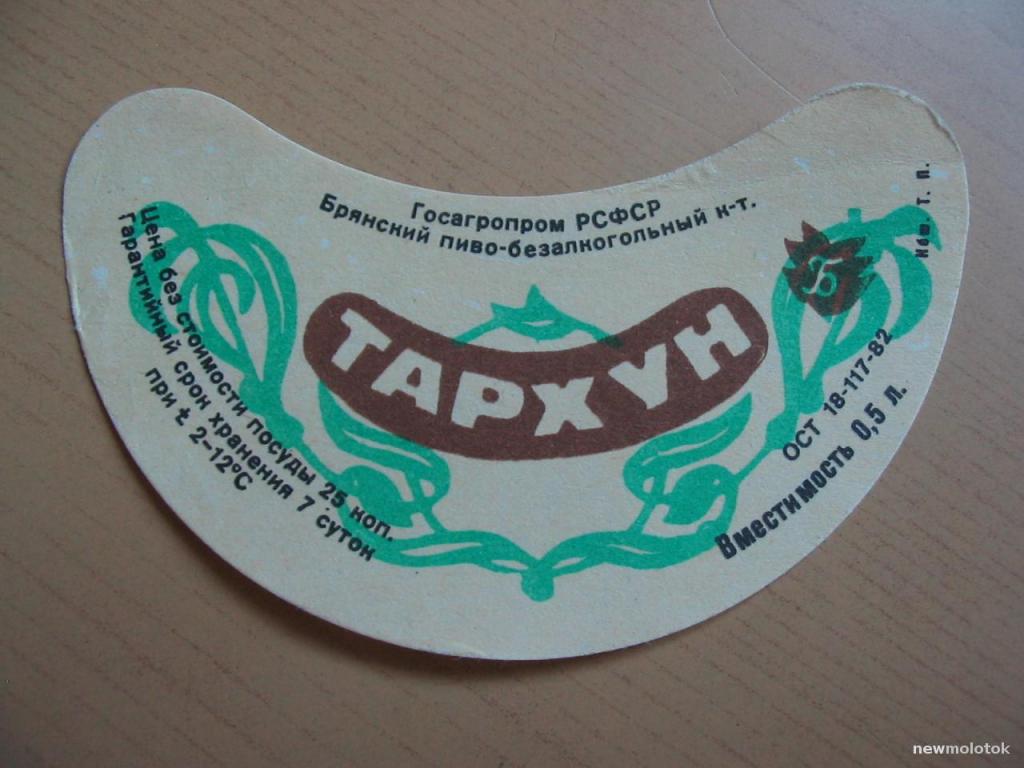 Госагропром РСФСР
Брянский пиво-безалкогольный к-т.
ТАРХУН
Цена без стоимости посуды 25 коп.
Гарантийный срок хранения 7 суток
при t 2–12°С
Б
ОСТ 18-117-82
Вместимость 0,5 л.
т. п.
newmolotok